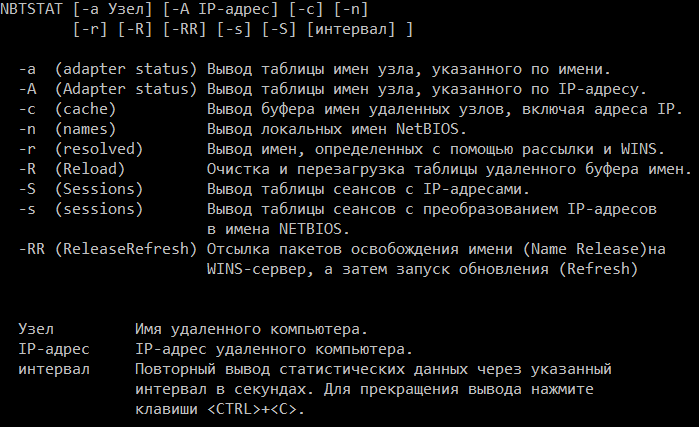 NBTSTAT [-a Узел] [-A IP-адрес] [-c] [-n]
[-r] [-R] [-RR] [-s] [-S] [интервал] ]
-a (adapter status) Вывод таблицы имен узла, указанного по имени.
-A (Adapter status) Вывод таблицы имен узла, указанного по IP-адресу.
-c (cache) Вывод буфера имен удаленных узлов, включая адреса IP.
-n (names) Вывод локальных имен NetBIOS.
-r (resolved) Вывод имен, определенных с помощью рассылки и WINS.
-R (Reload) Очистка и перезагрузка таблицы удаленного буфера имен.
-S (Sessions) Вывод таблицы сеансов с IP-адресами.
-s (sessions) Вывод таблицы сеансов с преобразованием IP-адресов
в имена NETBIOS.
-RR (ReleaseRefresh) Отсылка пакетов освобождения имени (Name Release)на
WINS-сервер, а затем запуск обновления (Refresh)
Узел Имя удаленного компьютера.
IP-адрес IP-адрес удаленного компьютера.
интервал Повторный вывод статистических данных через указанный
интервал в секундах. Для прекращения вывода нажмите
клавиши <CTRL>+<C>.